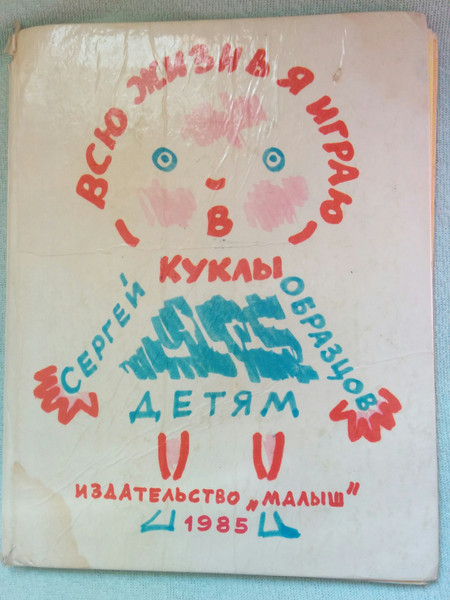 ВСЮ ЖИЗНЬ Я ИГРАЮ
В
КУКЛЫ
СЕРГЕЙ ОБРАЗЦОВ
ДЕТЯМ
ИЗДАТЕЛЬСТВО „МАЛЫШ"
1985